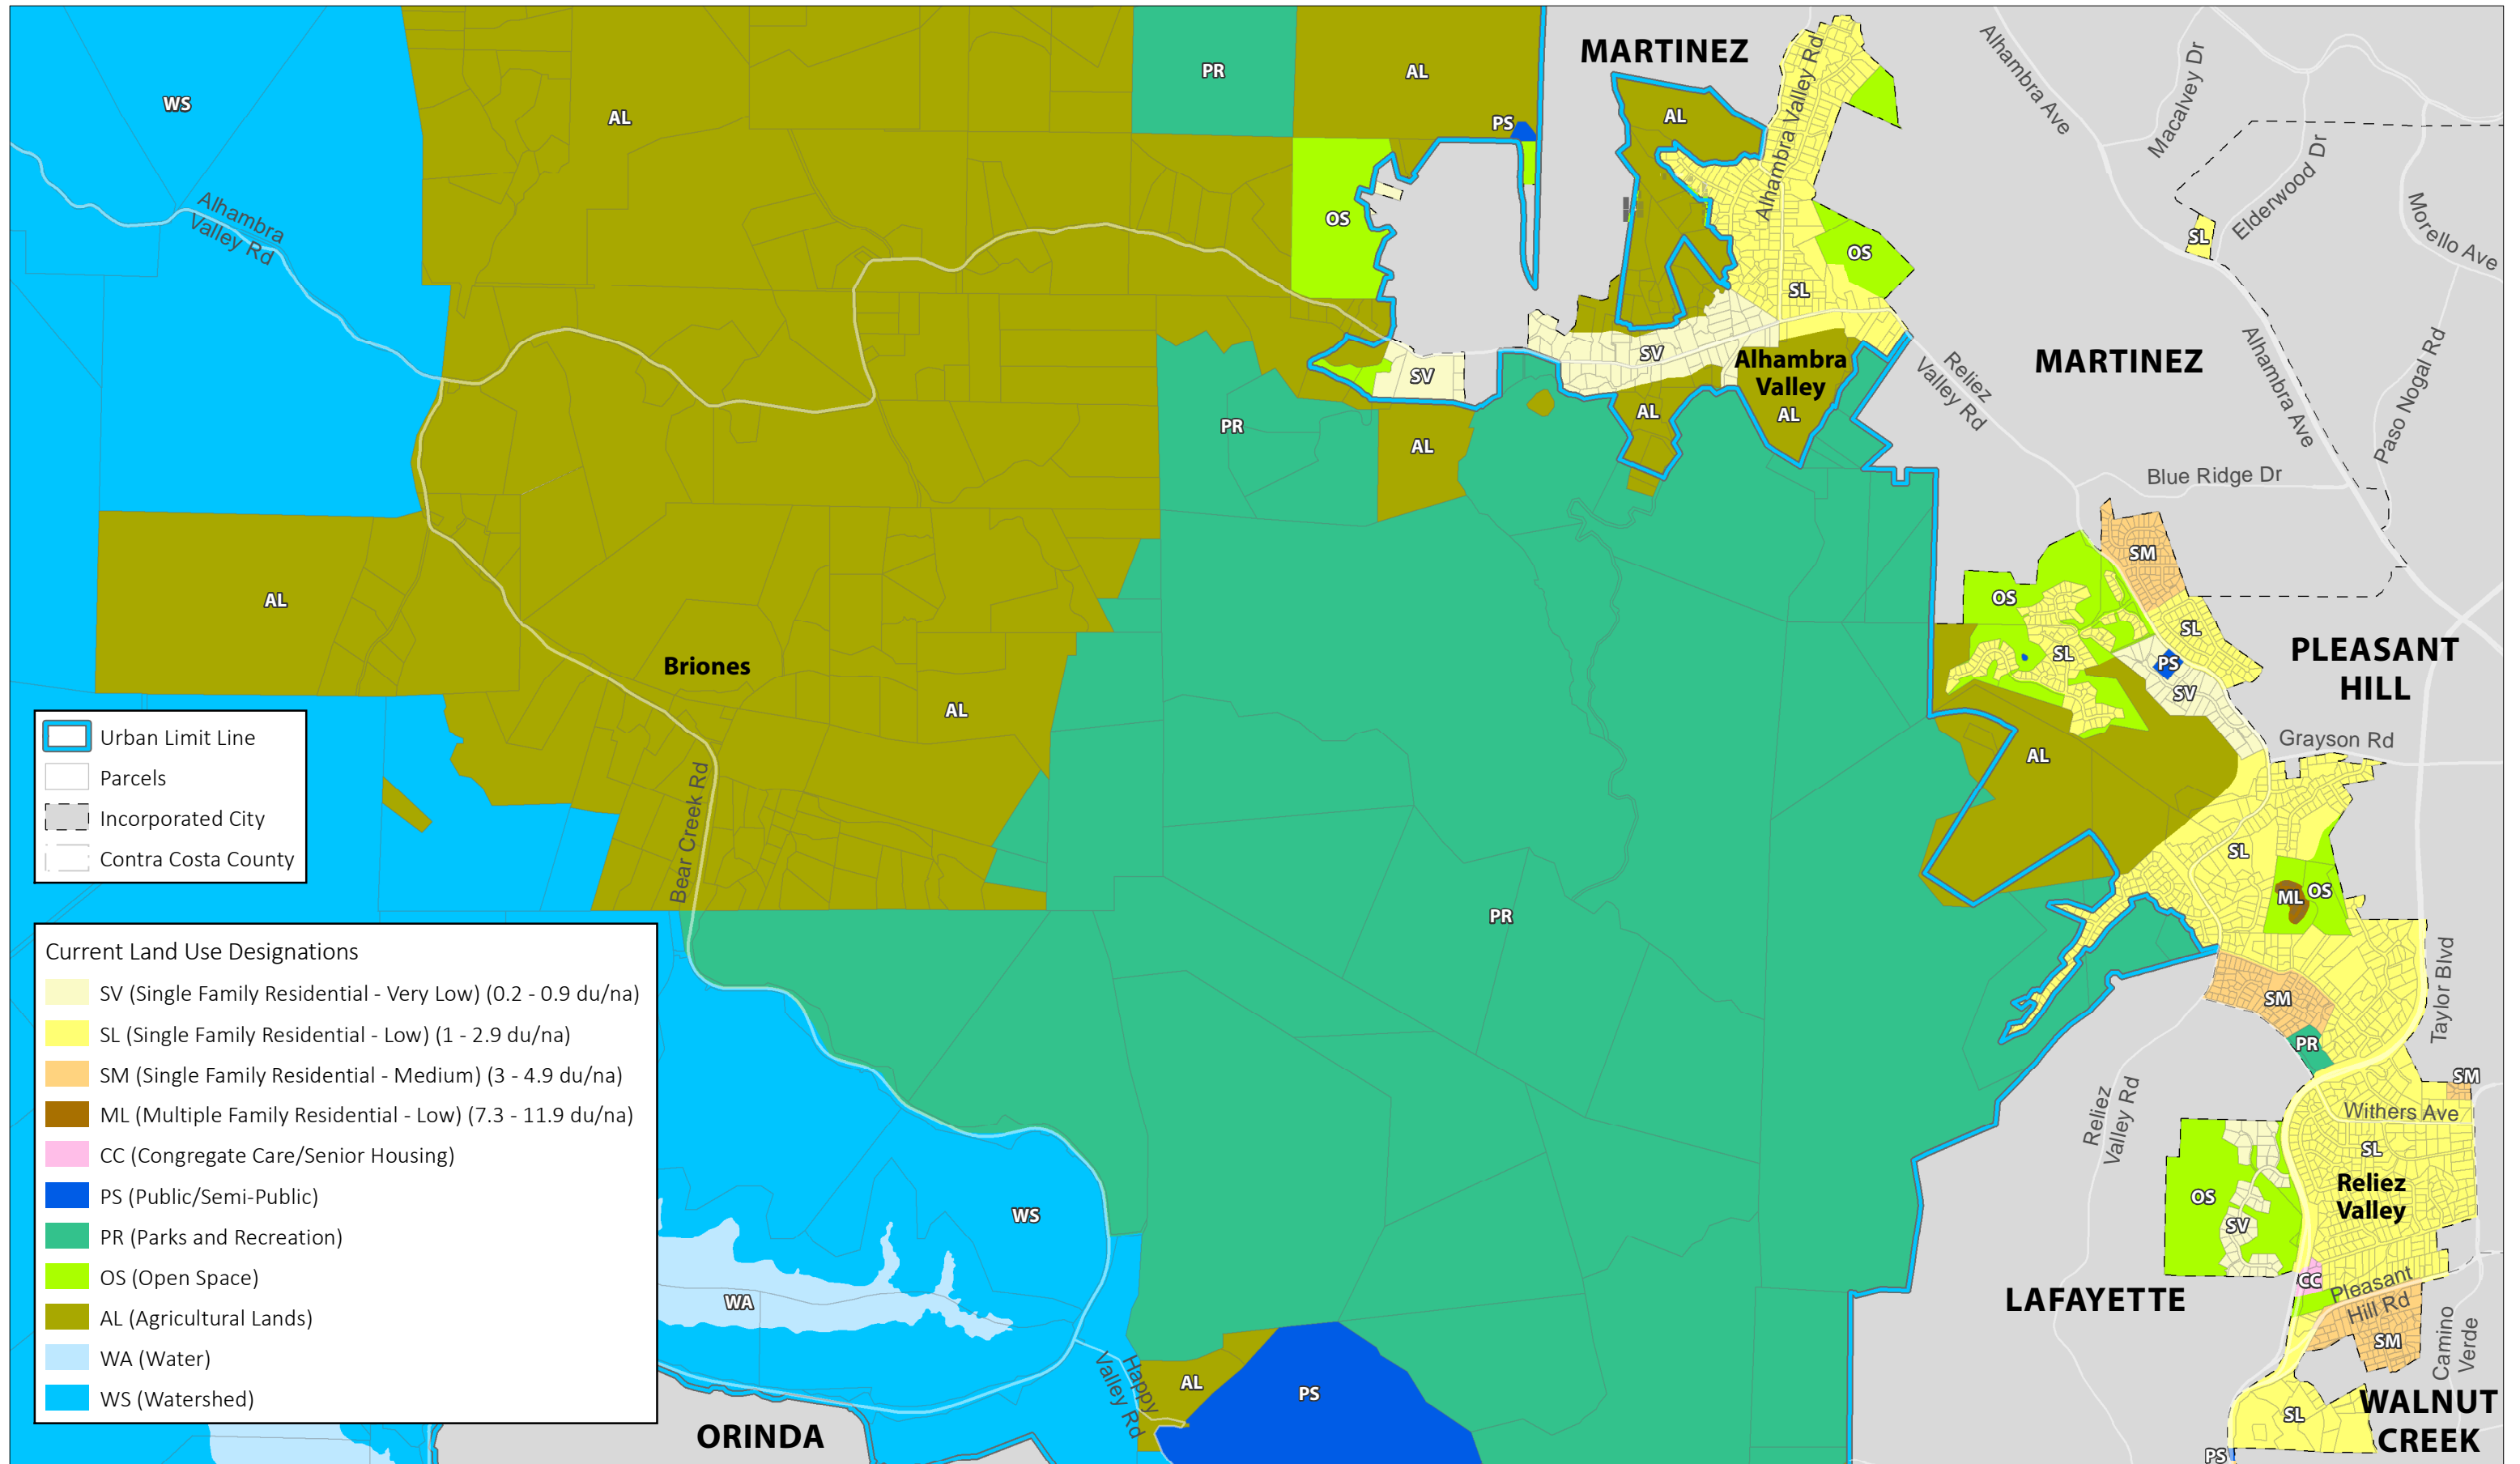 MARTINEZ
Alhambra Valley Rd
Alhambra Ave
Macalvey Dr
Elderwood Dr
Morello Ave
WS
AL
PR
AL
PS
AL
Alhambra
Valley Rd
OS
OS
SL
SL
SV
SV
Alhambra
Valley
AL
AL
AL
PR
MARTINEZ
Reliez
Valley Rd
Alhambra Ave
Paso Nogal Rd
Blue Ridge Dr
SM
OS
SL
SL
PS
SV
PLEASANT
HILL
AL
Briones
AL
AL
Grayson Rd
Bear Creek Rd
SL
ML
OS
PR
Taylor Blvd
SM
PR
SM
Withers Ave
Reliez
Valley Rd
SL
Reliez
Valley
OS
SV
CC
Pleasant
Hill Rd
LAFAYETTE
SM
Camino
Verde
WALNUT
CREEK
SL
PS
WS
WA
Happy
Valley Rd
AL
PS
ORINDA
Urban Limit Line
Parcels
Incorporated City
Contra Costa County
Current Land Use Designations
SV (Single Family Residential - Very Low) (0.2 - 0.9 du/na)
SL (Single Family Residential - Low) (1 - 2.9 du/na)
SM (Single Family Residential - Medium) (3 - 4.9 du/na)
ML (Multiple Family Residential - Low) (7.3 - 11.9 du/na)
CC (Congregate Care/Senior Housing)
PS (Public/Semi-Public)
PR (Parks and Recreation)
OS (Open Space)
AL (Agricultural Lands)
WA (Water)
WS (Watershed)